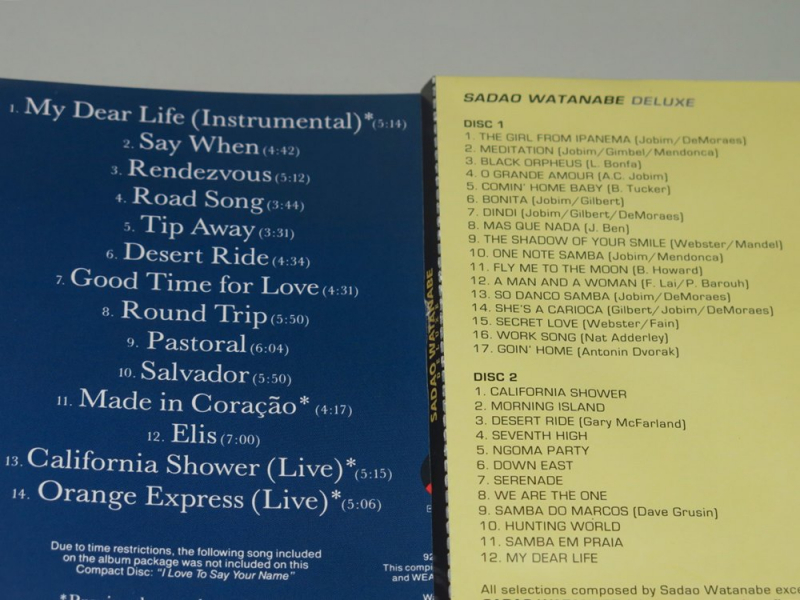 1. My Dear Life (Instrumental)*(5:14)
2. Say When (4:42)
3. Rendezvous (5:12)
4. Road Song (3:44)
5. Tip Away (3:31)
6. Desert Ride (4:34)
7. Good Time for Love (4:31)
8. Round Trip (5:50)
9. Pastoral (6:04)
10. Salvador (5:50)
11. Made in Coração* (4:17)
12. Elis (7:00)
13. California Shower (Live)*(5:15)
14. Orange Express (Live)*(5:06)
Due to time restrictions, the following song included
on the album package was not included on this
Compact Disc: "I Love To Say Your Name"
92
This compi
and WEA
SADAO WATANABE
SADAO WATANABE DELUXE
DISC 1
1. THE GIRL FROM IPANEMA (Jobim/DeMoraes)
2. MEDITATION (Jobim/Gimbel/Mendonca)
3. BLACK ORPHEUS (L. Bonfa)
4. O GRANDE AMOUR (A.C. Jobim)
5. COMIN' HOME BABY (B. Tucker)
6. BONITA (Jobim/Gilbert)
7. DINDI (Jobim/Gilbert/DeMoraes)
8. MAS QUE NADA (J. Ben)
9. THE SHADOW OF YOUR SMILE (Webster/Mandel)
10. ONE NOTE SAMBA (Jobim/Mendonca)
11. FLY ME TO THE MOON (B. Howard)
12. A MAN AND A WOMAN (F. Lai/P. Barouh)
13. SO DANCO SAMBA (Jobim/DeMoraes)
14. SHE'S A CARIOCA (Gilbert/Jobim/DeMoraes)
15. SECRET LOVE (Webster/Fain)
16. WORK SONG (Nat Adderley)
17. GOIN' HOME (Antonin Dvorak)
DISC 2
1. CALIFORNIA SHOWER
2. MORNING ISLAND
3. DESERT RIDE (Gary McFarland)
4. SEVENTH HIGH
5. NGOMA PARTY
6. DOWN EAST
7. SERENADE
8. WE ARE THE ONE
9. SAMBA DO MARCOS (Dave Grusin)
10. HUNTING WORLD
11. SAMBA EM PRAIA
12. MY DEAR LIFE
All selections composed by Sadao Watanabe exce